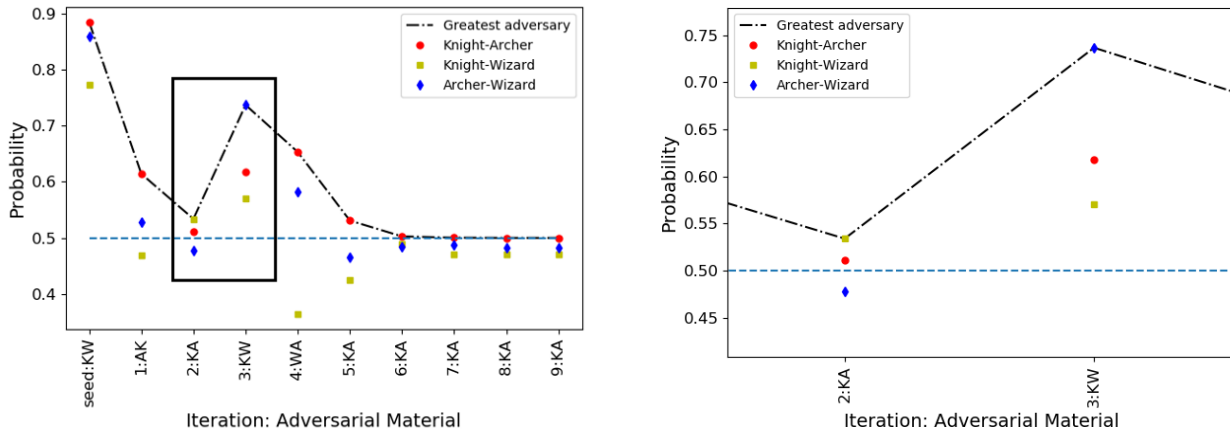 0.9
0.8
0.7
0.6
0.5
0.4
Probability
Greatest adversary
Knight-Archer
Knight-Wizard
Archer-Wizard
seed:KW
1:AK
2:KA
3:KW
4:WA
5:KA
6:KA
7:KA
8:KA
9:KA
Iteration: Adversarial Material
0.75
0.70
0.65
0.60
0.55
0.50
0.45
Probability
Greatest adversary
Knight-Archer
Knight-Wizard
Archer-Wizard
2:KA
3:KW
Iteration: Adversarial Material